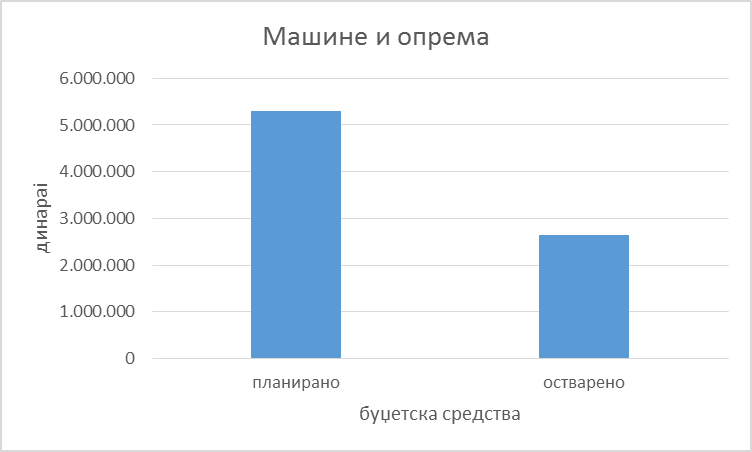 Машине и опрема
6.000.000
5.000.000
4.000.000
3.000.000
2.000.000
1.000.000
0
динараi
планирано
остварено
буџетска средства